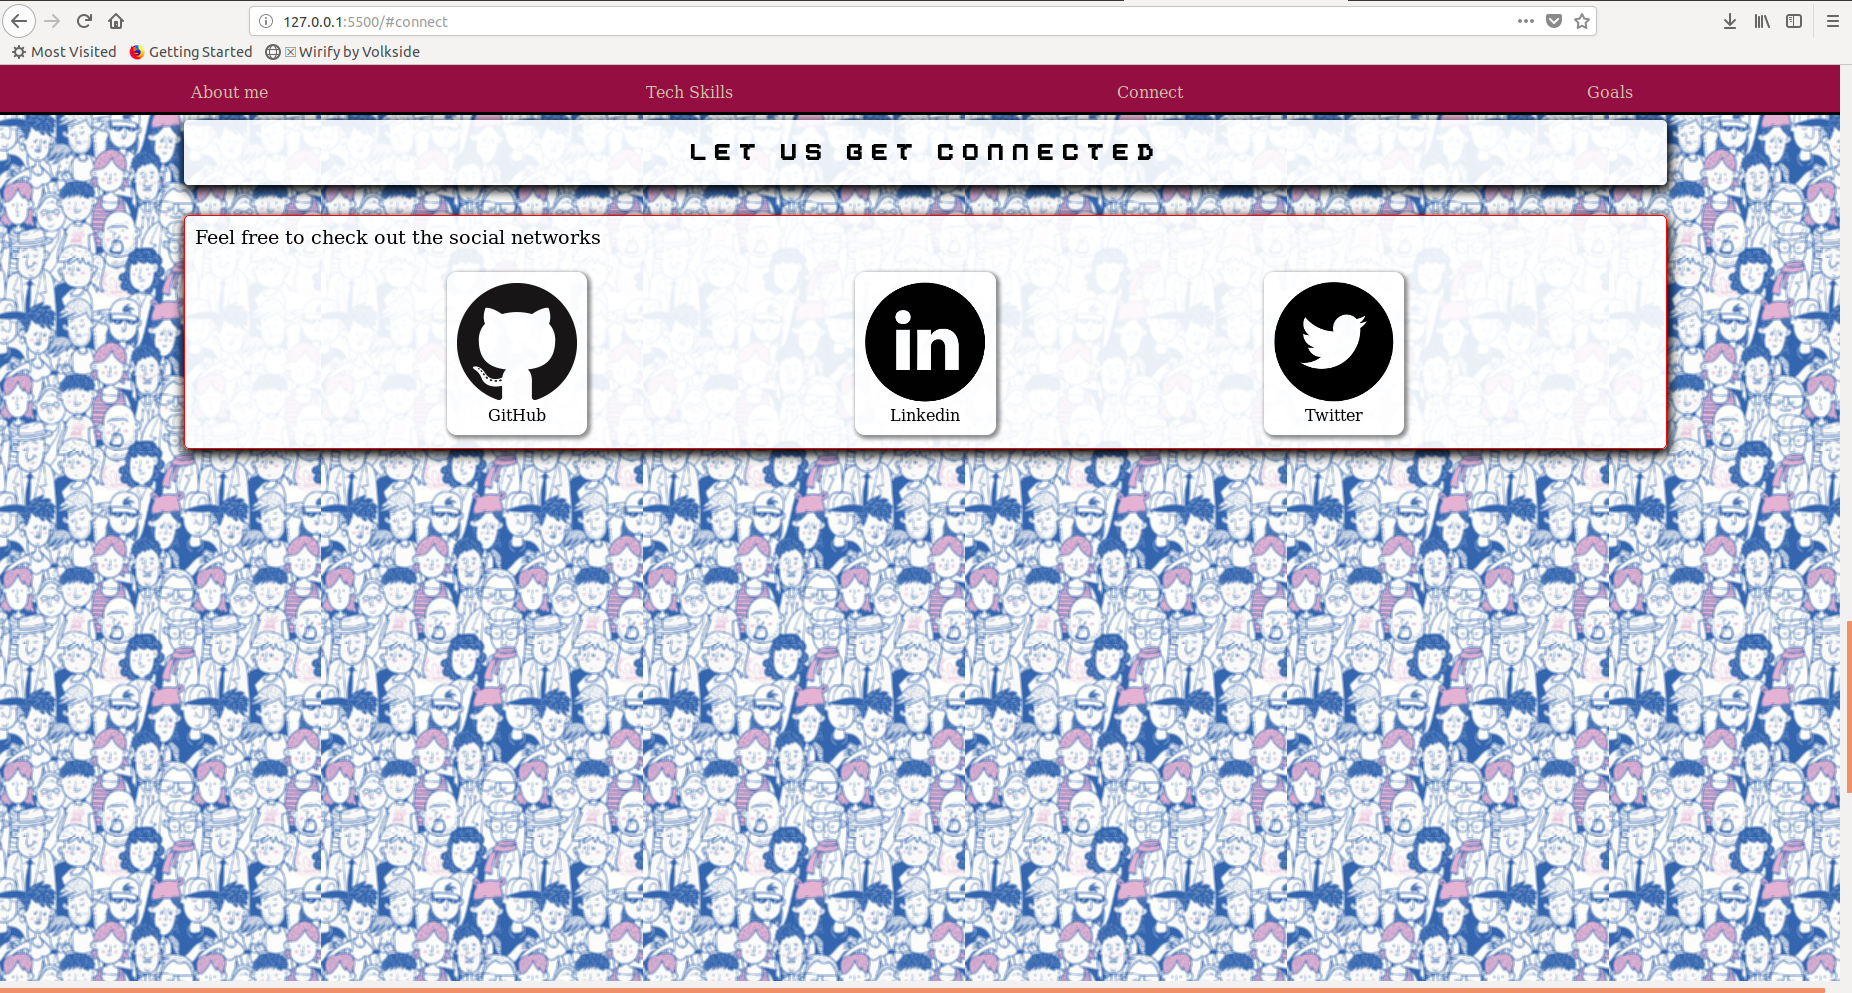 127.0.0.1:5500/#connect
Most Visited Getting Started Wirify by Volkside
About me Tech Skills Connect Goals
LET US GET CONNECTED
Feel free to check out the social networks
in
GitHub Linkedin Twitter